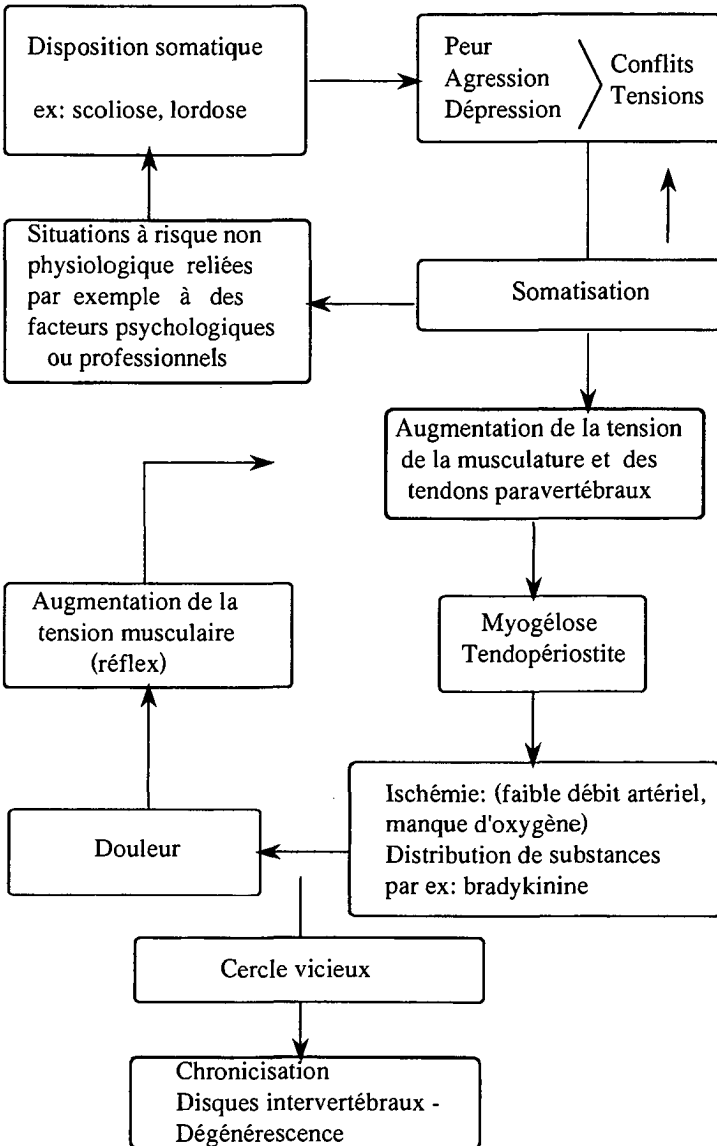 Disposition somatique
ex: scoliose, lordose
Peur
Agression
Dépression
Conflits
Tensions
Situations à risque non
physiologique reliées
par exemple à des
facteurs psychologiques
ou professionnels
Somatisation
Augmentation de la tension
de la musculature et des
tendons paravertébraux
Augmentation de la
tension musculaire
(réflex)
Myogélose
Tendopériostite
Ischémie: (faible débit artériel,
manque d'oxygène)
Distribution de substances
par ex: bradykinine
Douleur
Cercle vicieux
Chronicisation
Disques intervertébraux -
Dégénérescence